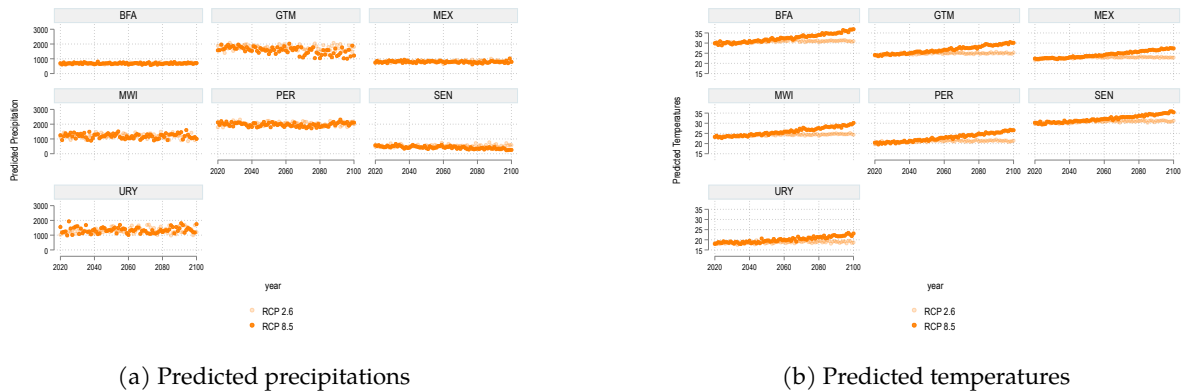 BFA GTM MEX
3000
2000
1000
0
MWI PER SEN
3000
2000
1000
0
2020 2040 2060 2080 2100 2020 2040 2060 2080 2100
URY
3000
2000
1000
0
2020 2040 2060 2080 2100
Predicted Precipitation
year
RCP 2.6
RCP 8.5
(a) Predicted precipitations
BFA GTM MEX
35
30
25
20
15
MWI PER SEN
35
30
25
20
15
2020 2040 2060 2080 2100 2020 2040 2060 2080 2100
URY
35
30
25
20
15
2020 2040 2060 2080 2100
Predicted Temperatures
year
RCP 2.6
RCP 8.5
(b) Predicted temperatures